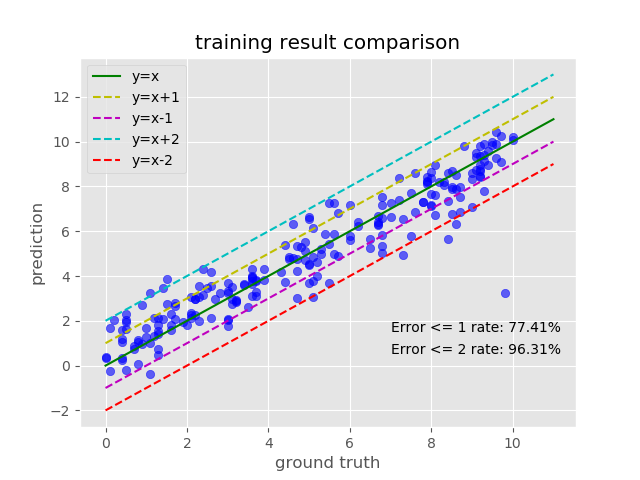 training result comparison
y=x
y=x+1
y=x-1
y=x+2
y=x-2
12
10
8
6
4
2
0
−2
prediction
Error <= 1 rate: 77.41%
Error <= 2 rate: 96.31%
0 2 4 6 8 10
ground truth